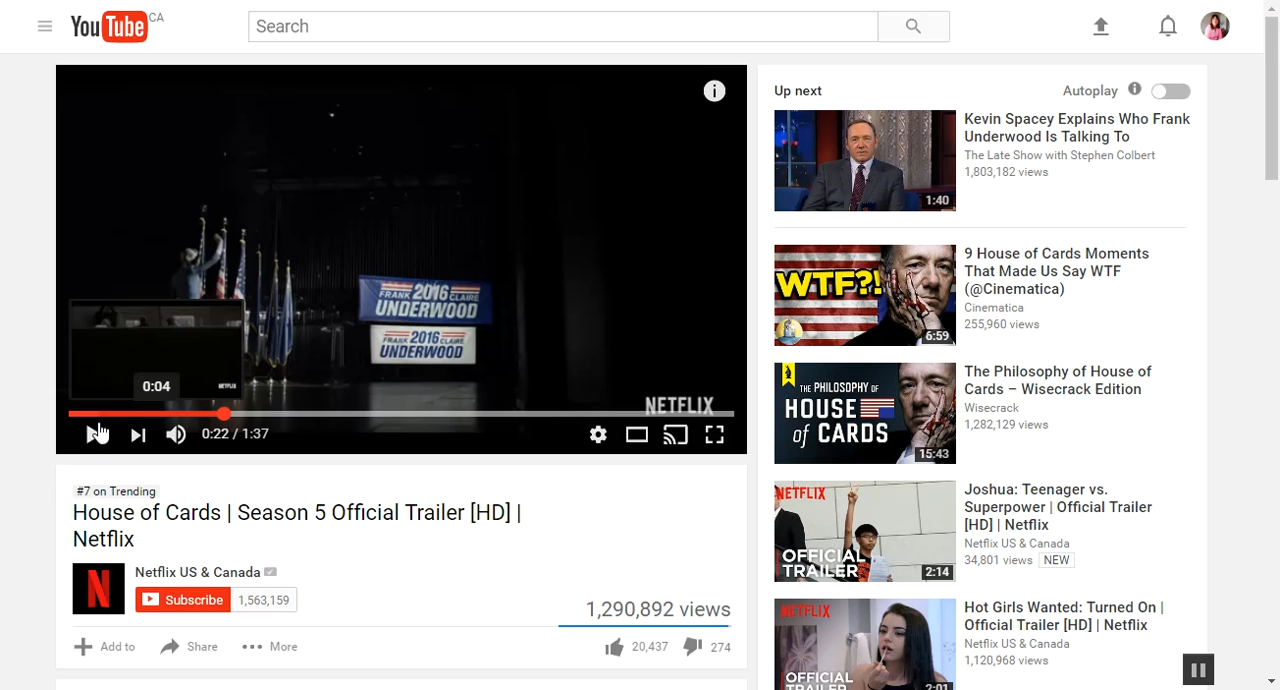 YouTube CA
Search
FRANK 2016 CLAIRE
UNDERWOOD
FRANK 2016 CLAIRE
UNDERWOOD
NETFLIX
0:04
NETFLIX
0:22 / 1:37
#7 on Trending
House of Cards | Season 5 Official Trailer [HD] |
Netflix
N
Netflix US & Canada
Subscribe 1,563,159
1,290,892 views
Add to Share More 20,437 274
Up next Autoplay
1:40
Kevin Spacey Explains Who Frank
Underwood Is Talking To
The Late Show with Stephen Colbert
1,803,182 views
WTF?!
6:59
9 House of Cards Moments
That Made Us Say WTF
(@Cinematica)
Cinematica
255,960 views
THE PHILOSOPHY OF
HOUSE
of CARDS
15:43
The Philosophy of House of
Cards – Wisecrack Edition
Wisecrack
1,282,129 views
NETFLIX
OFFICIAL
TRAILER
2:14
Joshua: Teenager vs.
Superpower | Official Trailer
[HD] | Netflix
Netflix US & Canada
34,801 views NEW
NETFLIX
OFFICIAL
TRAILER
2:01
Hot Girls Wanted: Turned On |
Official Trailer [HD] | Netflix
Netflix US & Canada
1,120,968 views